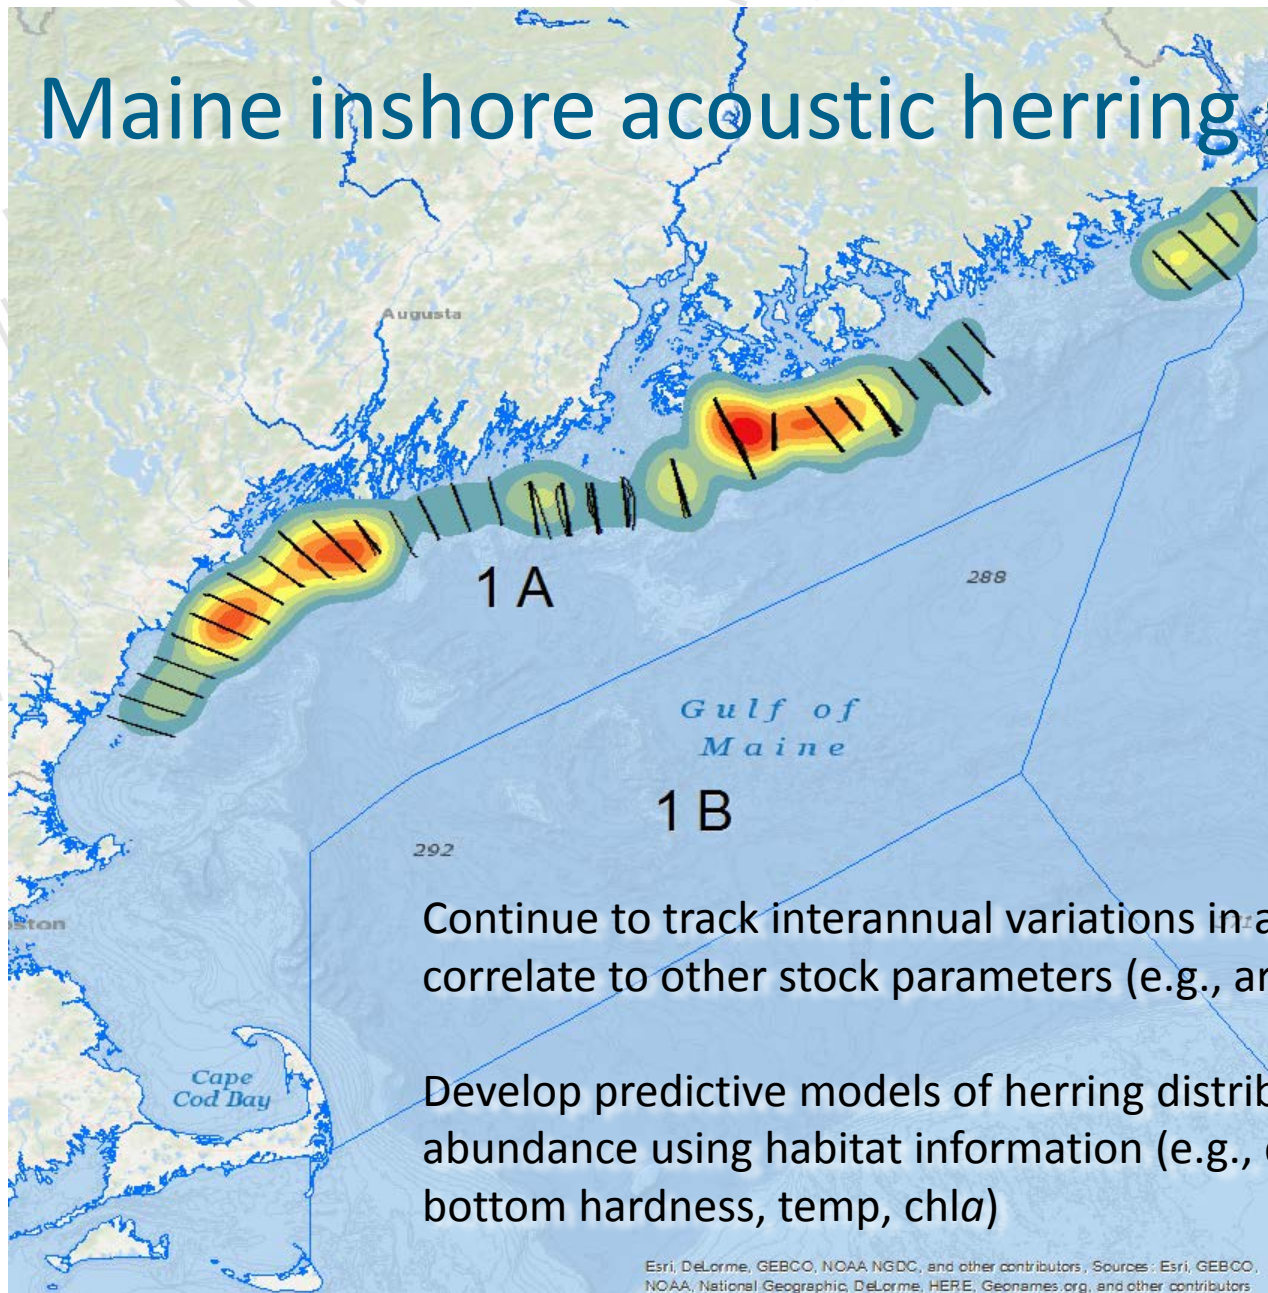 Maine inshore acoustic herring
Augusta
1 A
288
Gulf of
Maine
1 B
292
Continue to track interannual variations in a
correlate to other stock parameters (e.g., a
Develop predictive models of herring distrib
abundance using habitat information (e.g.,
bottom hardness, temp, chla)
ston
Cape
Cod Bay
Esri, DeLorme, GEBCO, NOAA NGDC, and other contributors, Sources: Esri, GEBCO,
NOAA, National Geographic, DeLorme, HERE, Geonames.org, and other contributors